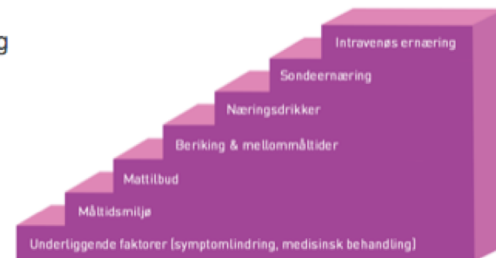 g
Intravenøs ernæring
Sondeernæring
Næringsdrikker
Beriking & mellommåltider
Mattilbud
Måltidsmiljø
Underliggende faktorer (symptomlindring, medisinsk behandling)